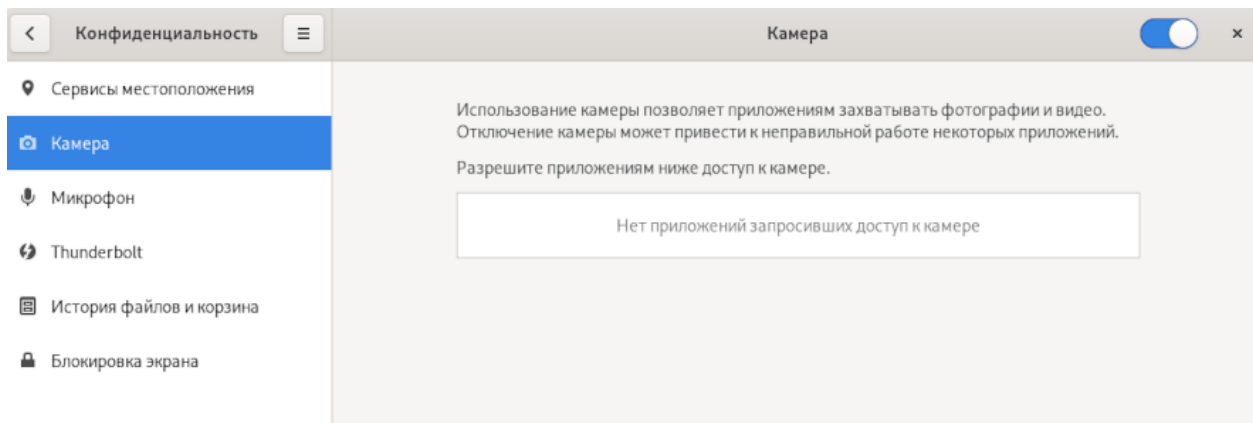 Конфиденциальность
Камера
Сервисы местоположения
Камера
Микрофон
Thunderbolt
История файлов и корзина
Блокировка экрана
Использование камеры позволяет приложениям захватывать фотографии и видео.
Отключение камеры может привести к неправильной работе некоторых приложений.
Разрешите приложениям ниже доступ к камере.
Нет приложений запросивших доступ к камере